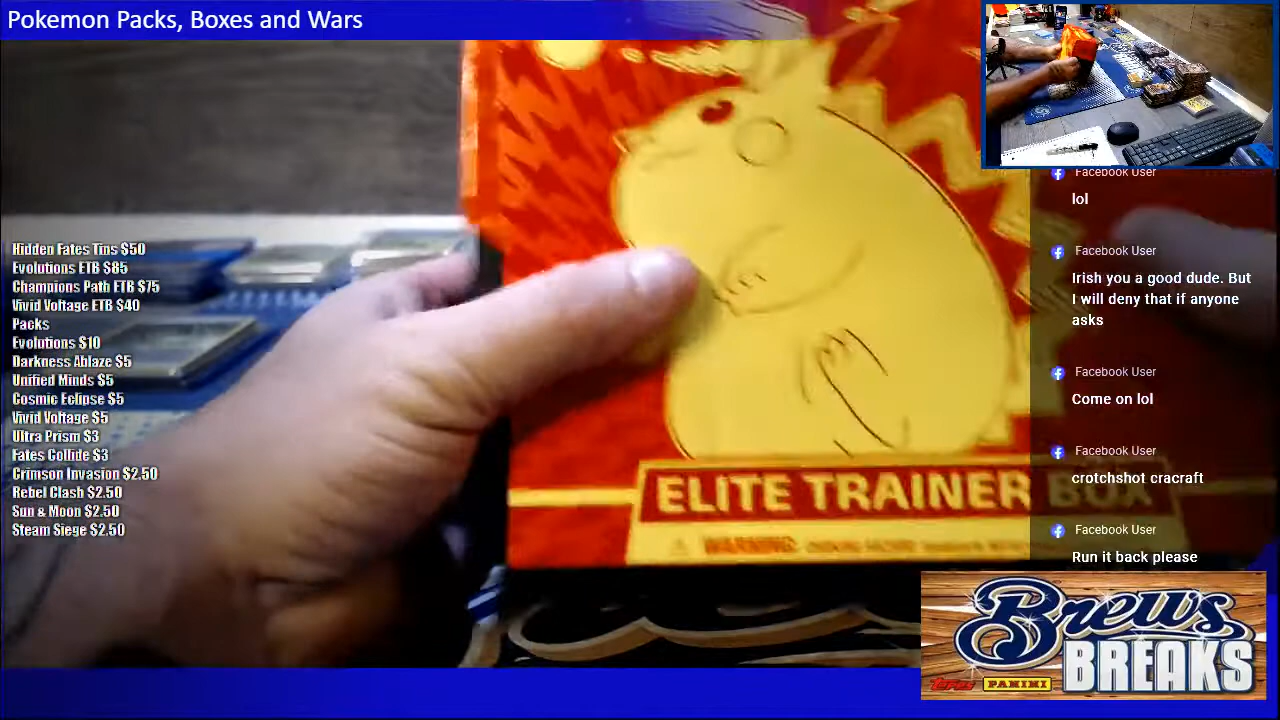 Pokemon Packs, Boxes and Wars
Hidden Fates Tins $50
Evolutions ETB $85
Champions Path ETB $75
Vivid Voltage ETB $40
Packs
Evolutions $10
Darkness Ablaze $5
Unified Minds $5
Cosmic Eclipse $5
Vivid Voltage $5
Ultra Prism $3
Fates Collide $3
Crimson Invasion $2.50
Rebel Clash $2.50
Sun & Moon $2.50
Steam Siege $2.50
ELITE TRAINER BOX
WARNING:
Facebook User
lol
Facebook User
Irish you a good dude. But
I will deny that if anyone
asks
Facebook User
Come on lol
Facebook User
crotchshot cracraft
Facebook User
Run it back please
Brews
BREAKS
Topps PANINI